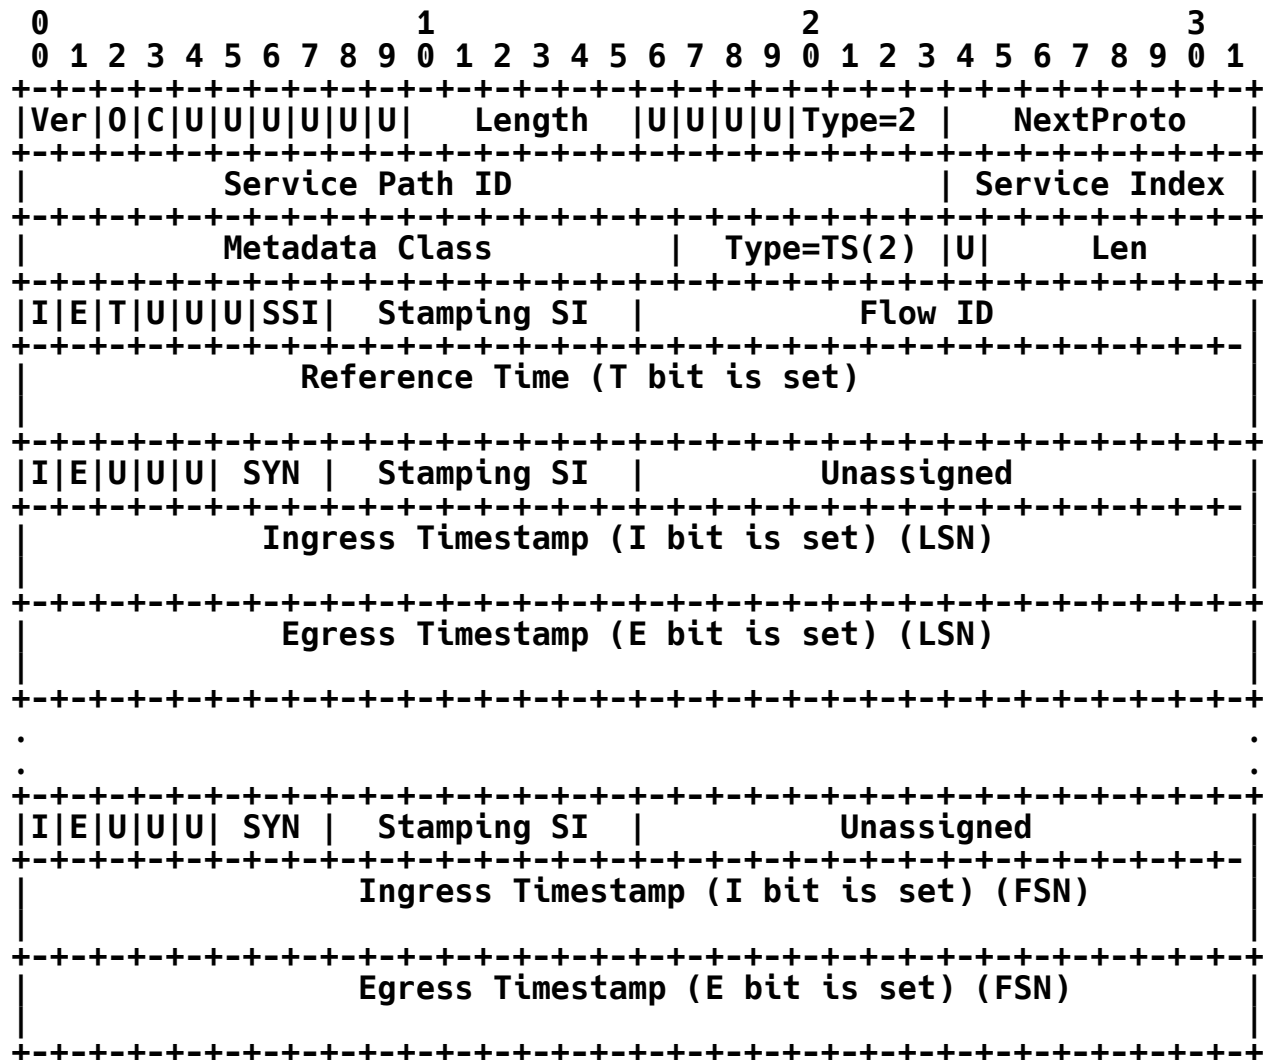 0                   1                   2                   3
 0 1 2 3 4 5 6 7 8 9 0 1 2 3 4 5 6 7 8 9 0 1 2 3 4 5 6 7 8 9 0 1
+-+-+-+-+-+-+-+-+-+-+-+-+-+-+-+-+-+-+-+-+-+-+-+-+-+-+-+-+-+-+-+-+
|Ver|O|C|U|U|U|U|U|U|   Length  |U|U|U|U|Type=2 |   NextProto   |
+-+-+-+-+-+-+-+-+-+-+-+-+-+-+-+-+-+-+-+-+-+-+-+-+-+-+-+-+-+-+-+-+
|          Service Path ID                      | Service Index |
+-+-+-+-+-+-+-+-+-+-+-+-+-+-+-+-+-+-+-+-+-+-+-+-+-+-+-+-+-+-+-+-+
|          Metadata Class         |  Type=TS(2) |U|     Len     |
+-+-+-+-+-+-+-+-+-+-+-+-+-+-+-+-+-+-+-+-+-+-+-+-+-+-+-+-+-+-+-+-+
|I|E|T|U|U|U|SSI|  Stamping SI  |           Flow ID             |
+-+-+-+-+-+-+-+-+-+-+-+-+-+-+-+-+-+-+-+-+-+-+-+-+-+-+-+-+-+-+-+-|
|              Reference Time (T bit is set)                    |
|                                                               |
+-+-+-+-+-+-+-+-+-+-+-+-+-+-+-+-+-+-+-+-+-+-+-+-+-+-+-+-+-+-+-+-+
|I|E|U|U|U| SYN |  Stamping SI  |         Unassigned            |
+-+-+-+-+-+-+-+-+-+-+-+-+-+-+-+-+-+-+-+-+-+-+-+-+-+-+-+-+-+-+-+-|
|            Ingress Timestamp (I bit is set) (LSN)             |
|                                                               |
+-+-+-+-+-+-+-+-+-+-+-+-+-+-+-+-+-+-+-+-+-+-+-+-+-+-+-+-+-+-+-+-+
|             Egress Timestamp (E bit is set) (LSN)             |
|                                                               |
+-+-+-+-+-+-+-+-+-+-+-+-+-+-+-+-+-+-+-+-+-+-+-+-+-+-+-+-+-+-+-+-+
.                                                               .
.                                                               .
+-+-+-+-+-+-+-+-+-+-+-+-+-+-+-+-+-+-+-+-+-+-+-+-+-+-+-+-+-+-+-+-+
|I|E|U|U|U| SYN |  Stamping SI  |          Unassigned           |
+-+-+-+-+-+-+-+-+-+-+-+-+-+-+-+-+-+-+-+-+-+-+-+-+-+-+-+-+-+-+-+-|
|                 Ingress Timestamp (I bit is set) (FSN)        |
|                                                               |
+-+-+-+-+-+-+-+-+-+-+-+-+-+-+-+-+-+-+-+-+-+-+-+-+-+-+-+-+-+-+-+-+
|                 Egress Timestamp (E bit is set) (FSN)         |
|                                                               |
+-+-+-+-+-+-+-+-+-+-+-+-+-+-+-+-+-+-+-+-+-+-+-+-+-+-+-+-+-+-+-+-+